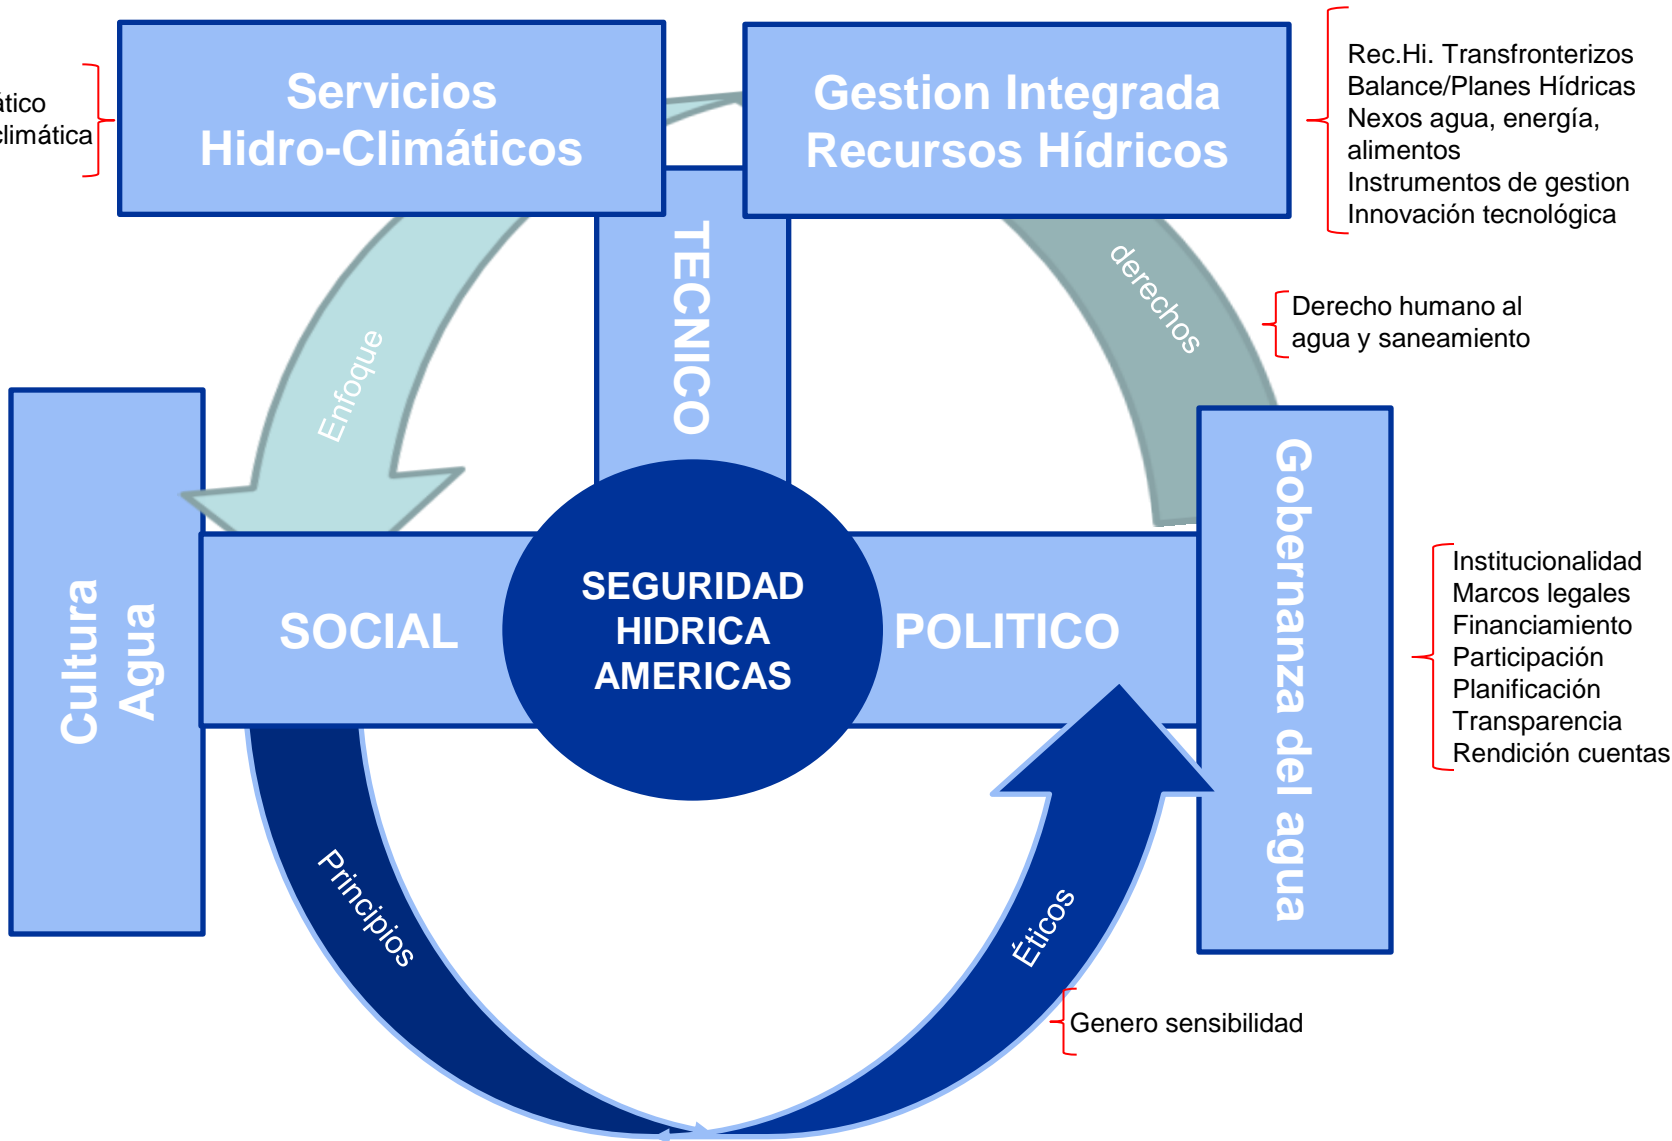 Servicios
Hidro-Climáticos
Gestion Integrada
Recursos Hídricos
Rec.Hi. Transfronterizos
Balance/Planes Hídricas
Nexos agua, energía,
alimentos
Instrumentos de gestion
Innovación tecnológica
climática
TECNICO
Enfoque
derechos
Derecho humano al
agua y saneamiento
Cultura
Agua
SOCIAL
SEGURIDAD
HIDRICA
AMERICAS
POLITICO
Gobernanza del agua
Institucionalidad
Marcos legales
Financiamiento
Participación
Planificación
Transparencia
Rendición cuentas
Principios
Éticos
Genero sensibilidad